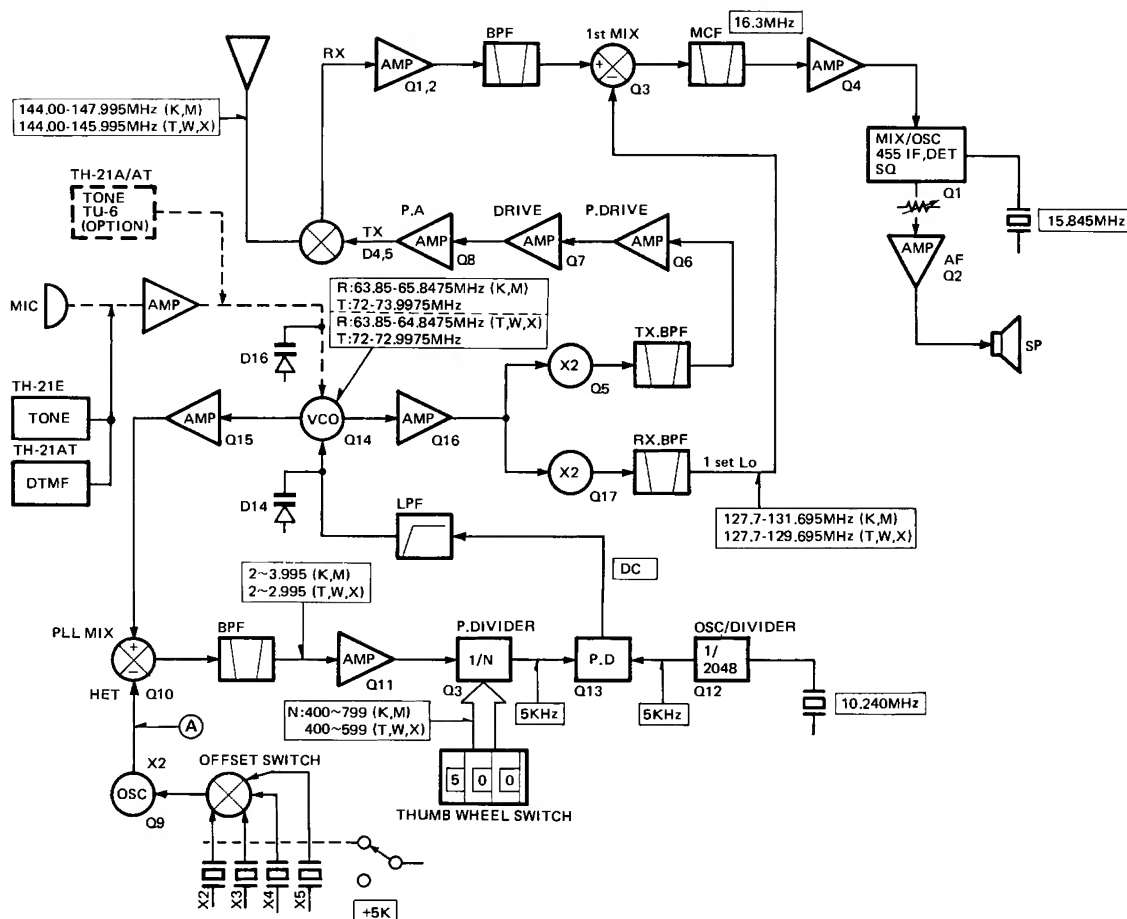 RX
AMP
Q1,2
BPF
1st MIX
+
−
Q3
MCF
16.3MHz
AMP
Q4
144.00-147.995MHz (K,M)
144.00-145.995MHz (T,W,X)
MIX/OSC
455 IF,DET
SQ
Q1
15.845MHz
TH-21A/AT
TONE
TU-6
(OPTION)
TX
D4,5
P.A
AMP
Q8
DRIVE
AMP
Q7
P.DRIVE
AMP
Q6
AMP
AF
Q2
SP
MIC
AMP
R:63.85-65.8475MHz (K,M)
T:72-73.9975MHz
R:63.85-64.8475MHz (T,W,X)
T:72-72.9975MHz
D16
X2
Q5
TX.BPF
TH-21E
TONE
TH-21AT
DTMF
AMP
Q15
VCO
Q14
AMP
Q16
X2
Q17
RX.BPF
1 set Lo
127.7-131.695MHz (K,M)
127.7-129.695MHz (T,W,X)
D14
LPF
DC
2~3.995 (K,M)
2~2.995 (T,W,X)
PLL MIX
+
−
HET
Q10
BPF
AMP
Q11
P.DIVIDER
1/N
Q3
5KHz
P.D
Q13
5KHz
OSC/DIVIDER
1/
2048
Q12
10.240MHz
N:400~799 (K,M)
400~599 (T,W,X)
A
X2
OSC
Q9
OFFSET SWITCH
5 0 0
THUMB WHEEL SWITCH
X2
X3
X4
X5
+5K